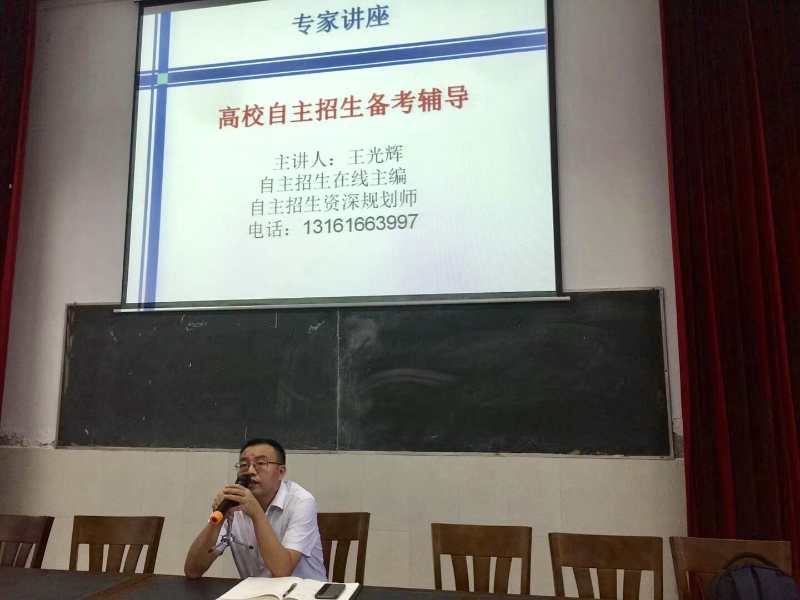 专家讲座
高校自主招生备考辅导
主讲人：王光辉
自主招生在线主编
自主招生资深规划师
电话：13161663997